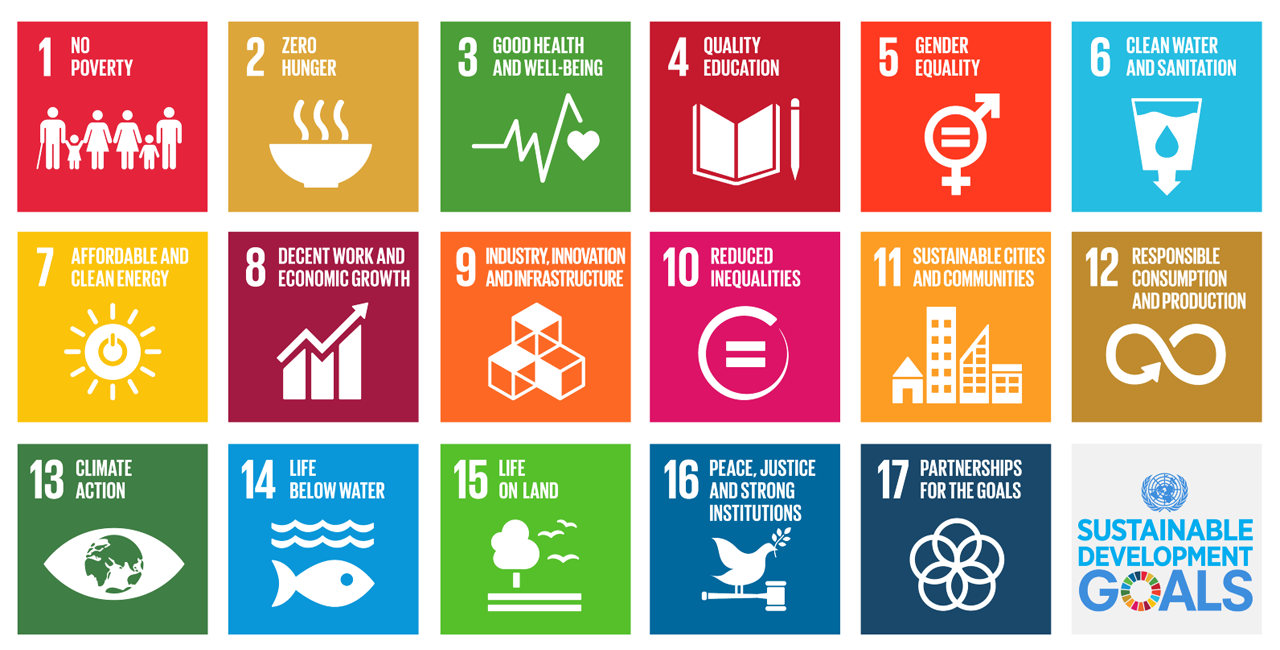 1 NO
POVERTY
2 ZERO
HUNGER
3 GOOD HEALTH
AND WELL-BEING
4 QUALITY
EDUCATION
5 GENDER
EQUALITY
6 CLEAN WATER
AND SANITATION
7 AFFORDABLE AND
CLEAN ENERGY
8 DECENT WORK AND
ECONOMIC GROWTH
9 INDUSTRY, INNOVATION
AND INFRASTRUCTURE
10 REDUCED
INEQUALITIES
11 SUSTAINABLE CITIES
AND COMMUNITIES
12 RESPONSIBLE
CONSUMPTION
AND PRODUCTION
13 CLIMATE
ACTION
14 LIFE
BELOW WATER
15 LIFE
ON LAND
16 PEACE, JUSTICE
AND STRONG
INSTITUTIONS
17 PARTNERSHIPS
FOR THE GOALS
SUSTAINABLE
DEVELOPMENT
GOALS